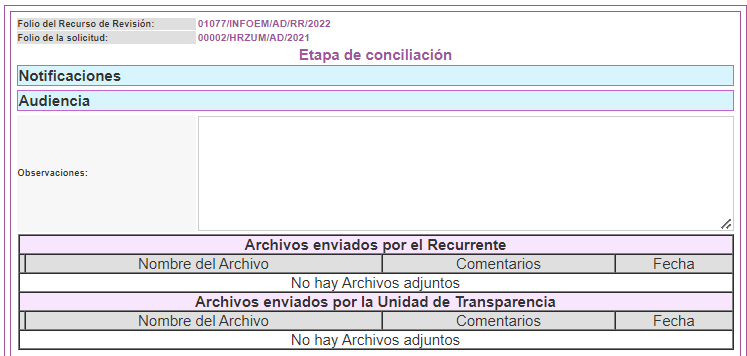 Folio del Recurso de Revisión: 01077/INFOEM/AD/RR/2022
Folio de la solicitud: 00002/HRZUM/AD/2021
Etapa de conciliación
Notificaciones
Audiencia
Observaciones:
Archivos enviados por el Recurrente
Nombre del Archivo Comentarios Fecha
No hay Archivos adjuntos
Archivos enviados por la Unidad de Transparencia
Nombre del Archivo Comentarios Fecha
No hay Archivos adjuntos